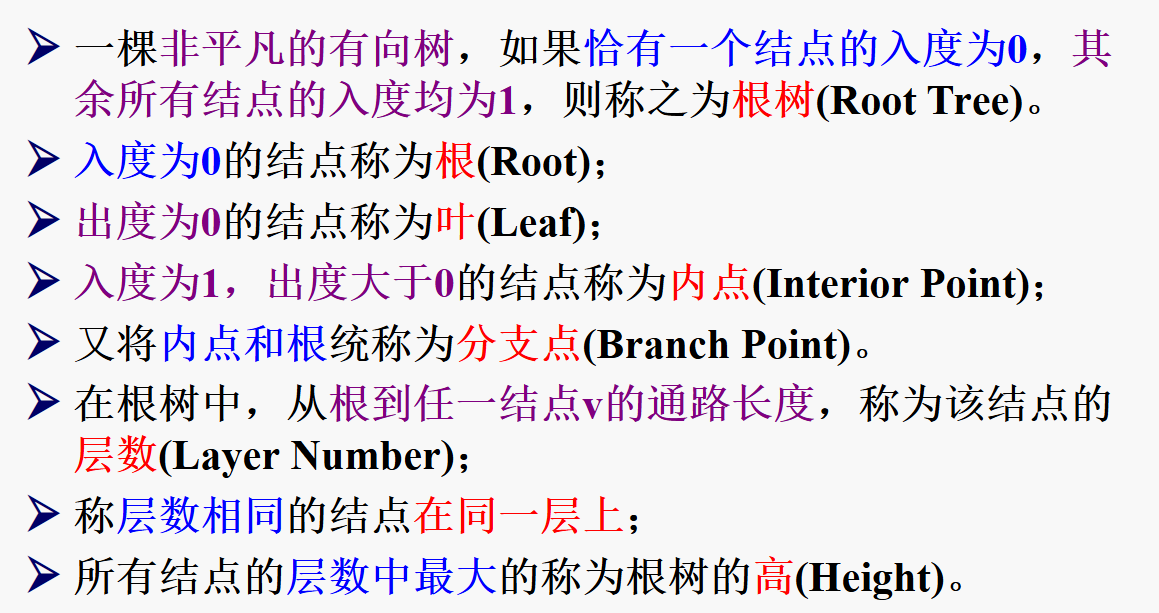 ➢ 一棵非平凡的有向树，如果恰有一个结点的入度为0，其
余所有结点的入度均为1，则称之为根树(Root Tree)。
➢ 入度为0的结点称为根(Root)；
➢ 出度为0的结点称为叶(Leaf)；
➢ 入度为1，出度大于0的结点称为内点(Interior Point)；
➢ 又将内点和根统称为分支点(Branch Point)。
➢ 在根树中，从根到任一结点v的通路长度，称为该结点的
层数(Layer Number)；
➢ 称层数相同的结点在同一层上；
➢ 所有结点的层数中最大的称为根树的高(Height)。